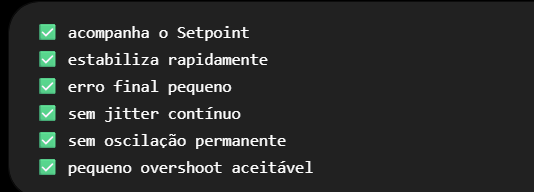 ✅ acompanha o Setpoint
✅ estabiliza rapidamente
✅ erro final pequeno
✅ sem jitter contínuo
✅ sem oscilação permanente
✅ pequeno overshoot aceitável